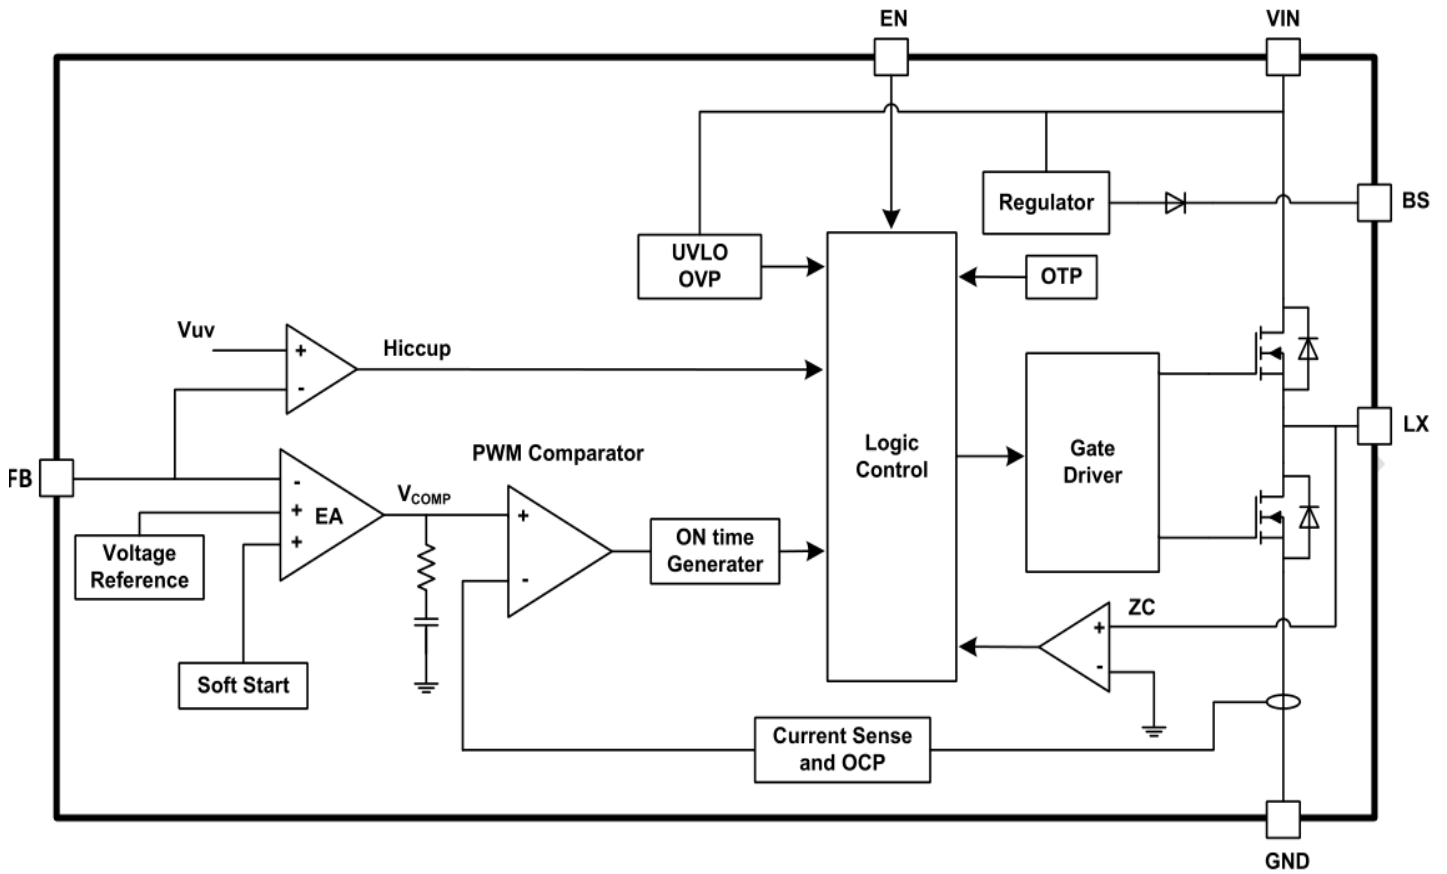 EN
VIN
BS
Regulator
UVLO
OVP
OTP
Vuv
+
-
Hiccup
LX
PWM Comparator
Logic
Control
Gate
Driver
FB
-
+
+
EA
VCOMP
+
-
Voltage
Reference
ON time
Generater
ZC
+
-
Soft Start
Current Sense
and OCP
GND